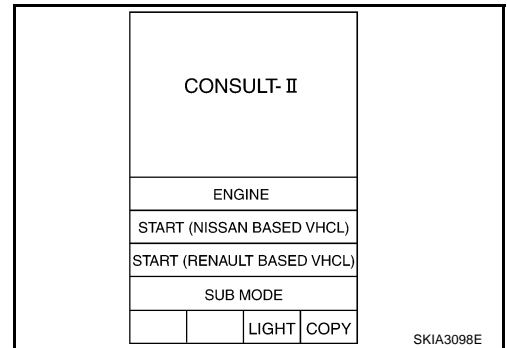 CONSULT-II
ENGINE
START (NISSAN BASED VHCL)
START (RENAULT BASED VHCL)
SUB MODE
LIGHT COPY
SKIA3098E